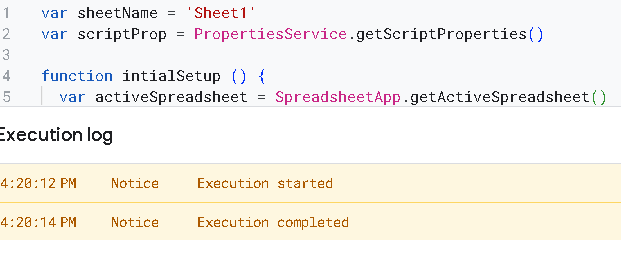 1 var sheetName = 'Sheet1'
2 var scriptProp = PropertiesService.getScriptProperties()
3
4 function intialSetup () {
5 var activeSpreadsheet = SpreadsheetApp.getActiveSpreadsheet()
Execution log
4:20:12 PM Notice Execution started
4:20:14 PM Notice Execution completed